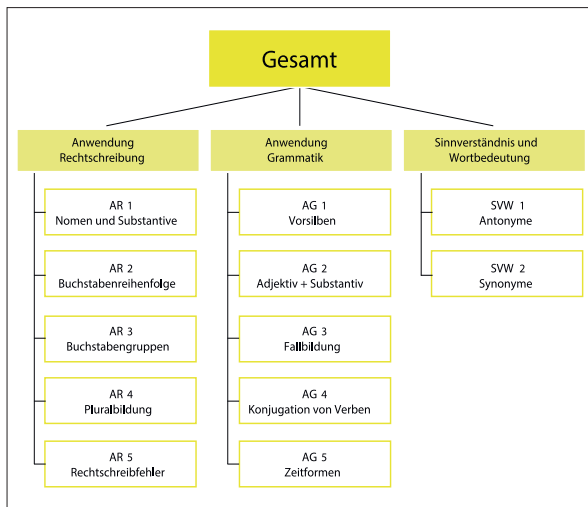 Gesamt
Anwendung
Rechtschreibung
AR 1
Nomen und Substantive
AR 2
Buchstabenreihenfolge
AR 3
Buchstabengruppen
AR 4
Pluralbildung
AR 5
Rechtschreibfehler
Anwendung
Grammatik
AG 1
Vorsilben
AG 2
Adjektiv + Substantiv
AG 3
Fallbildung
AG 4
Konjugation von Verben
AG 5
Zeitformen
Sinnverständnis und
Wortbedeutung
SVW 1
Antonyme
SVW 2
Synonyme